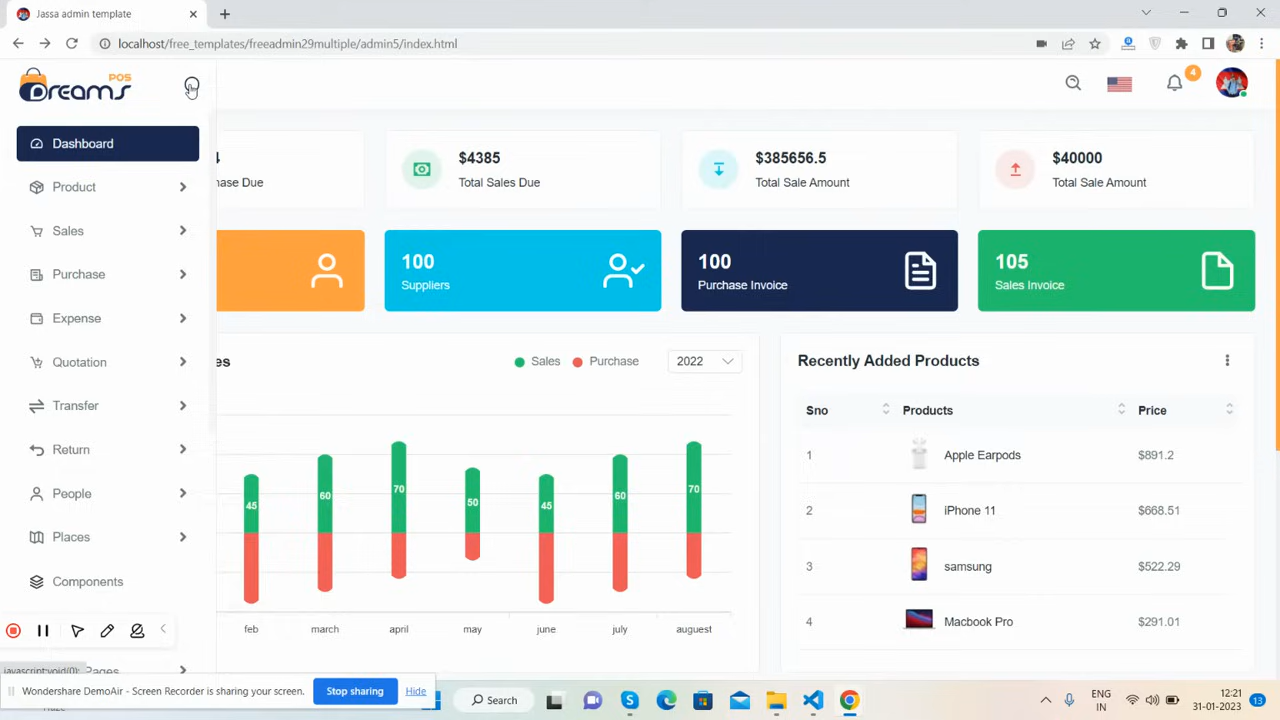 Jassa admin template
localhost/free_templates/freeadmin29multiple/admin5/index.html
DreamS POS
4
Dashboard
Product
Sales
Purchase
Expense
Quotation
Transfer
Return
People
Places
Components
Pages
javascript:void(0);
4
hase Due
$4385
Total Sales Due
$385656.5
Total Sale Amount
$40000
Total Sale Amount
100
Suppliers
100
Purchase Invoice
105
Sales Invoice
es
Sales
Purchase
2022
45
60
70
50
45
60
70
feb
march
april
may
june
july
auguest
Recently Added Products
Sno Products Price
1 Apple Earpods $891.2
2 iPhone 11 $668.51
3 samsung $522.29
4 Macbook Pro $291.01
Wondershare DemoAir - Screen Recorder is sharing your screen.
Stop sharing
Hide
Search
ENG
IN
12:21
31-01-2023
13